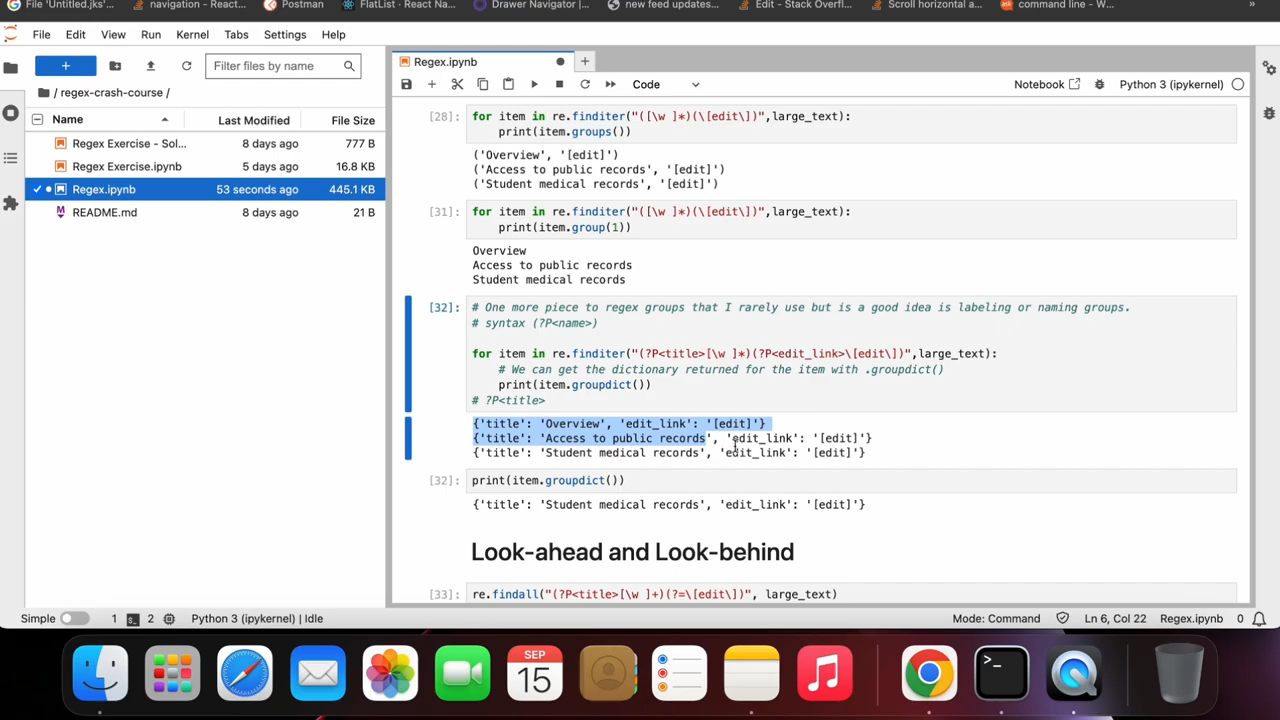 File 'Untitled.jks'...
navigation - React...
Postman
FlatList · React Na...
Drawer Navigator |...
new feed updates...
Edit - Stack Overfl...
Scroll horizontal a...
command line - W...
»
File Edit View Run Kernel Tabs Settings Help
+
Filter files by name
/ regex-crash-course /
Name Last Modified File Size
Regex Exercise - Sol... 8 days ago 777 B
Regex Exercise.ipynb 5 days ago 16.8 KB
Regex.ipynb 53 seconds ago 445.1 KB
README.md 8 days ago 21 B
Regex.ipynb
+
Code
Notebook
Python 3 (ipykernel)
[28]: for item in re.finditer("([\w ]*)(\[edit\])",large_text):
print(item.groups())
('Overview', '[edit]')
('Access to public records', '[edit]')
('Student medical records', '[edit]')
[31]: for item in re.finditer("([\w ]*)(\[edit\])",large_text):
print(item.group(1))
Overview
Access to public records
Student medical records
[32]: # One more piece to regex groups that I rarely use but is a good idea is labeling or naming groups.
# syntax (?P<name>)
for item in re.finditer("(?P<title>[\w ]*)(?P<edit_link>\[edit\])",large_text):
# We can get the dictionary returned for the item with .groupdict()
print(item.groupdict())
# ?P<title>
{'title': 'Overview', 'edit_link': '[edit]'}
{'title': 'Access to public records', 'edit_link': '[edit]'}
{'title': 'Student medical records', 'edit_link': '[edit]'}
[32]: print(item.groupdict())
{'title': 'Student medical records', 'edit_link': '[edit]'}
Look-ahead and Look-behind
[33]: re.findall("(?P<title>[\w ]+)(?=\[edit\])", large_text)
Simple 1 2 Python 3 (ipykernel) | Idle
Mode: Command Ln 6, Col 22 Regex.ipynb 0
SEP
15
>_